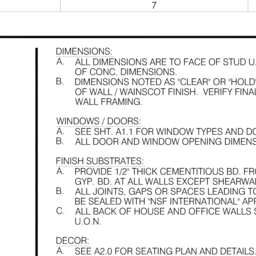 7
DIMENSIONS:
A. ALL DIMENSIONS ARE TO FACE OF STUD U.
OF CONC. DIMENSIONS.
B. DIMENSIONS NOTED AS "CLEAR" OR "HOLD"
OF WALL / WAINSCOT FINISH. VERIFY FINA
WALL FRAMING.
WINDOWS / DOORS:
A. SEE SHT. A1.1 FOR WINDOW TYPES AND DO
B. ALL DOOR AND WINDOW OPENING DIMENS
FINISH SUBSTRATES:
A. PROVIDE 1/2" THICK CEMENTITIOUS BD. FR
GYP. BD. AT ALL WALLS EXCEPT SHEARWA
B. ALL JOINTS, GAPS OR SPACES LEADING TO
BE SEALED WITH "NSF INTERNATIONAL" APP
C. ALL BACK OF HOUSE AND OFFICE WALLS S
U.O.N.
DECOR:
A. SEE A2.0 FOR SEATING PLAN AND DETAILS.